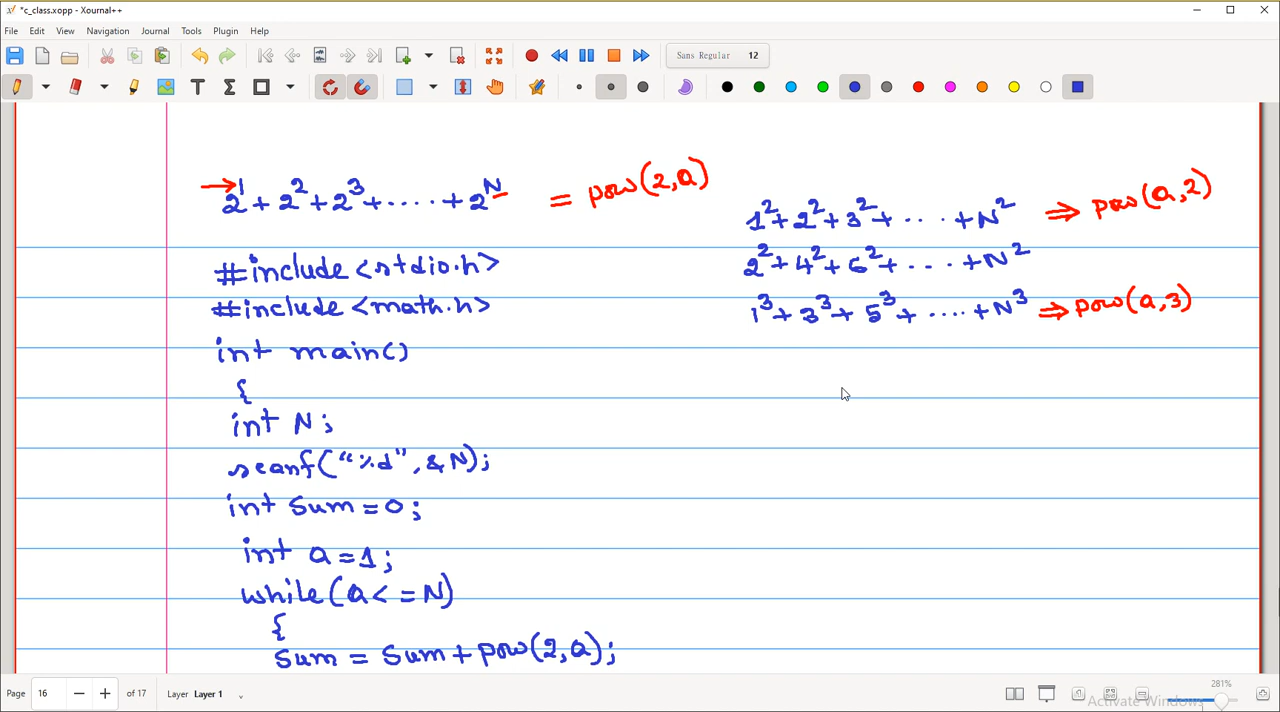 *c_class.xopp - Xournal++
File Edit View Navigation Journal Tools Plugin Help
Sans Regular 12
→2¹ + 2² + 2³ + .... + 2ᴺ = pow(2,a)
1² + 2² + 3² + .... + N² ⇒ pow(a,2)
2² + 4² + 6² + .... + N²
1³ + 3³ + 5³ + .... + N³ ⇒ pow(a,3)
#include <stdio.h>
#include <math.h>
int main()
{
int N;
scanf("%d", &N);
int sum = 0;
int a = 1;
while (a < = N)
{
sum = sum + pow(2,a);
Page 16 of 17 Layer Layer 1 281%
Activate Windows